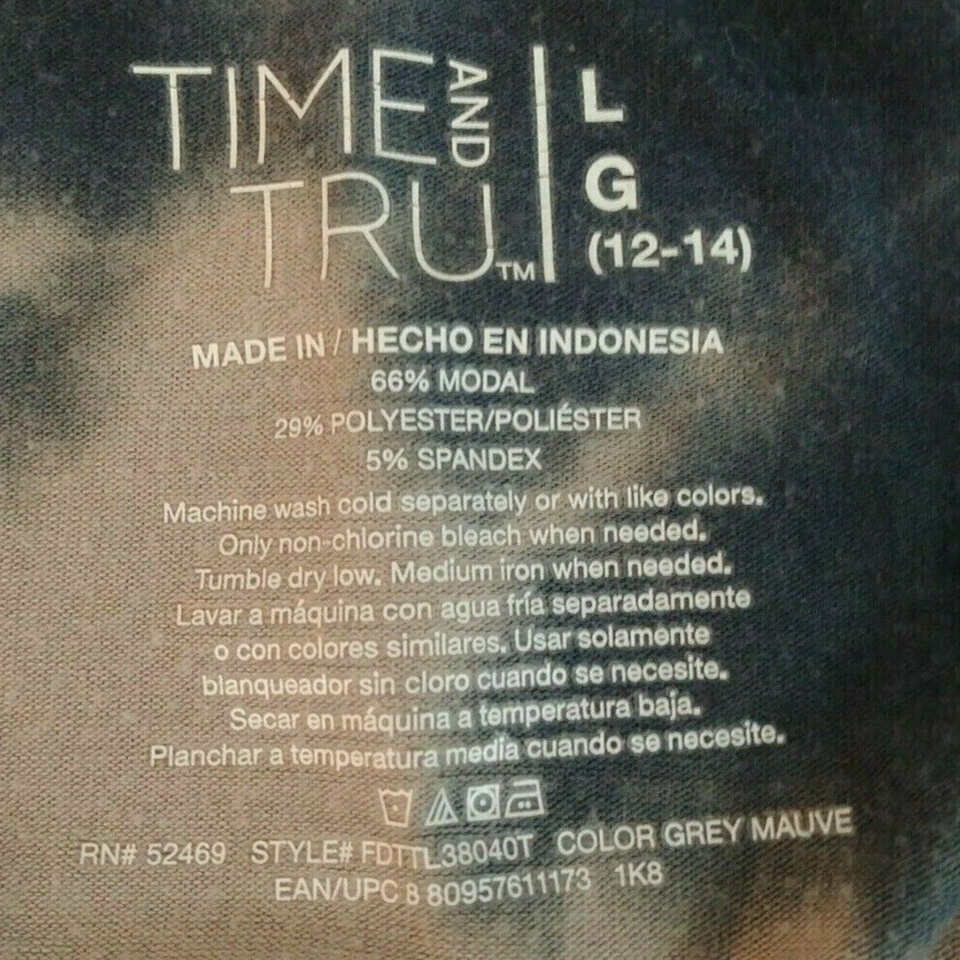 TIME AND
TRU™
L
G
(12-14)
MADE IN / HECHO EN INDONESIA
66% MODAL
29% POLYESTER/POLIÉSTER
5% SPANDEX
Machine wash cold separately or with like colors.
Only non-chlorine bleach when needed.
Tumble dry low. Medium iron when needed.
Lavar a máquina con agua fría separadamente
o con colores similares. Usar solamente
blanqueador sin cloro cuando se necesite.
Secar en máquina a temperatura baja.
Planchar a temperatura media cuando se necesite.
RN# 52469 STYLE# FDTTL38040T COLOR GREY MAUVE
EAN/UPC 8 80957611173 1K8